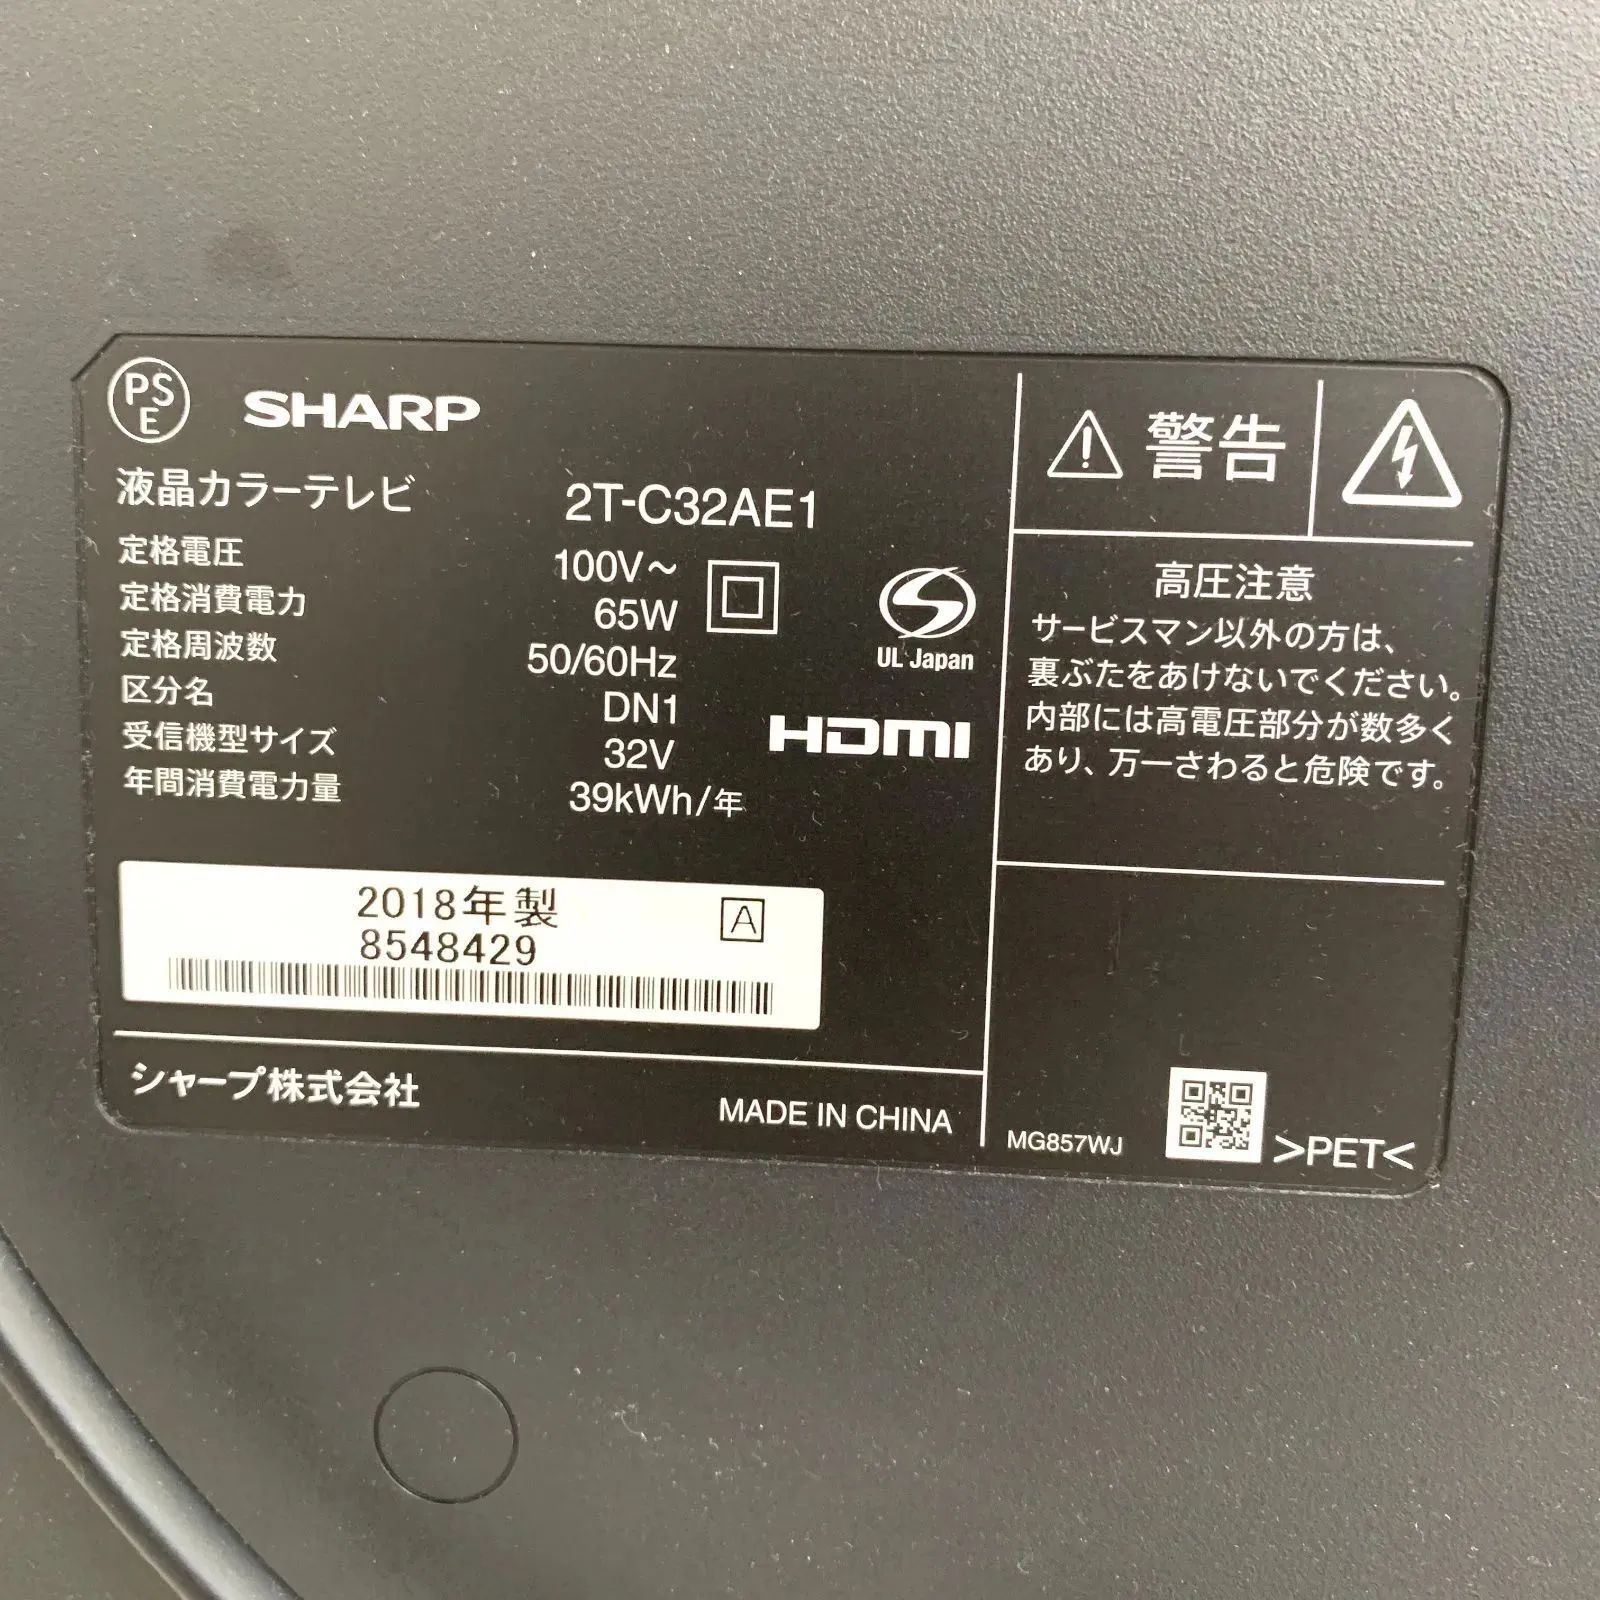 PS
E
SHARP
液晶カラーテレビ 2T-C32AE1
定格電圧 100V～
定格消費電力 65W
定格周波数 50/60Hz
区分名 DN1
受信機型サイズ 32V
年間消費電力量 39kWh/年
UL Japan
HDMI
2018年製 A
8548429
シャープ株式会社
MADE IN CHINA
警告
高圧注意
サービスマン以外の方は、
裏ぶたをあけないでください。
内部には高電圧部分が数多く
あり、万一さわると危険です。
MG857WJ
>PET<